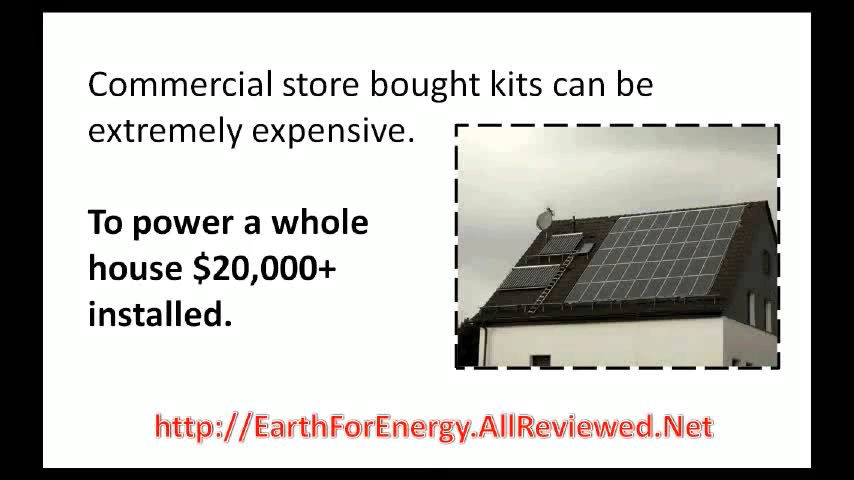 Commercial store bought kits can be
extremely expensive.
To power a whole
house $20,000+
installed.
http://EarthForEnergy.AllReviewed.Net